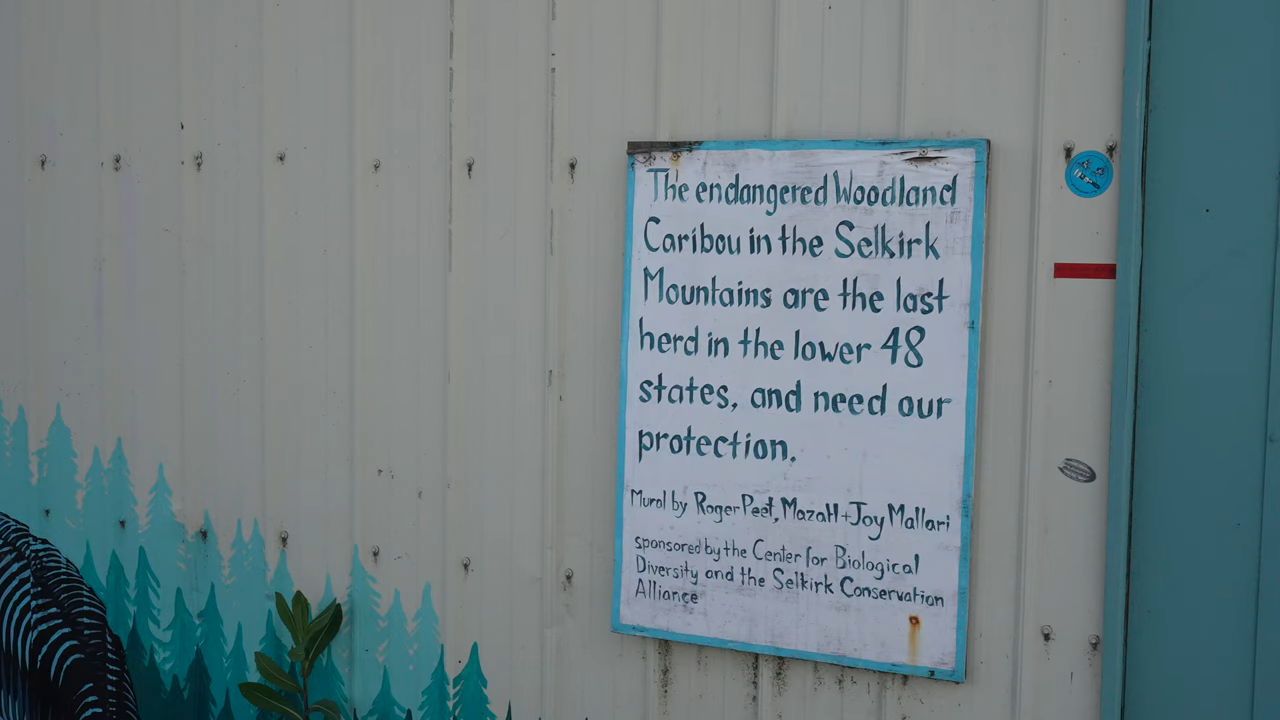 The endangered Woodland
Caribou in the Selkirk
Mountains are the last
herd in the lower 48
states, and need our
protection.
Mural by Roger Peet, Mazatl + Joy Mallari
sponsored by the Center for Biological
Diversity and the Selkirk Conservation
Alliance